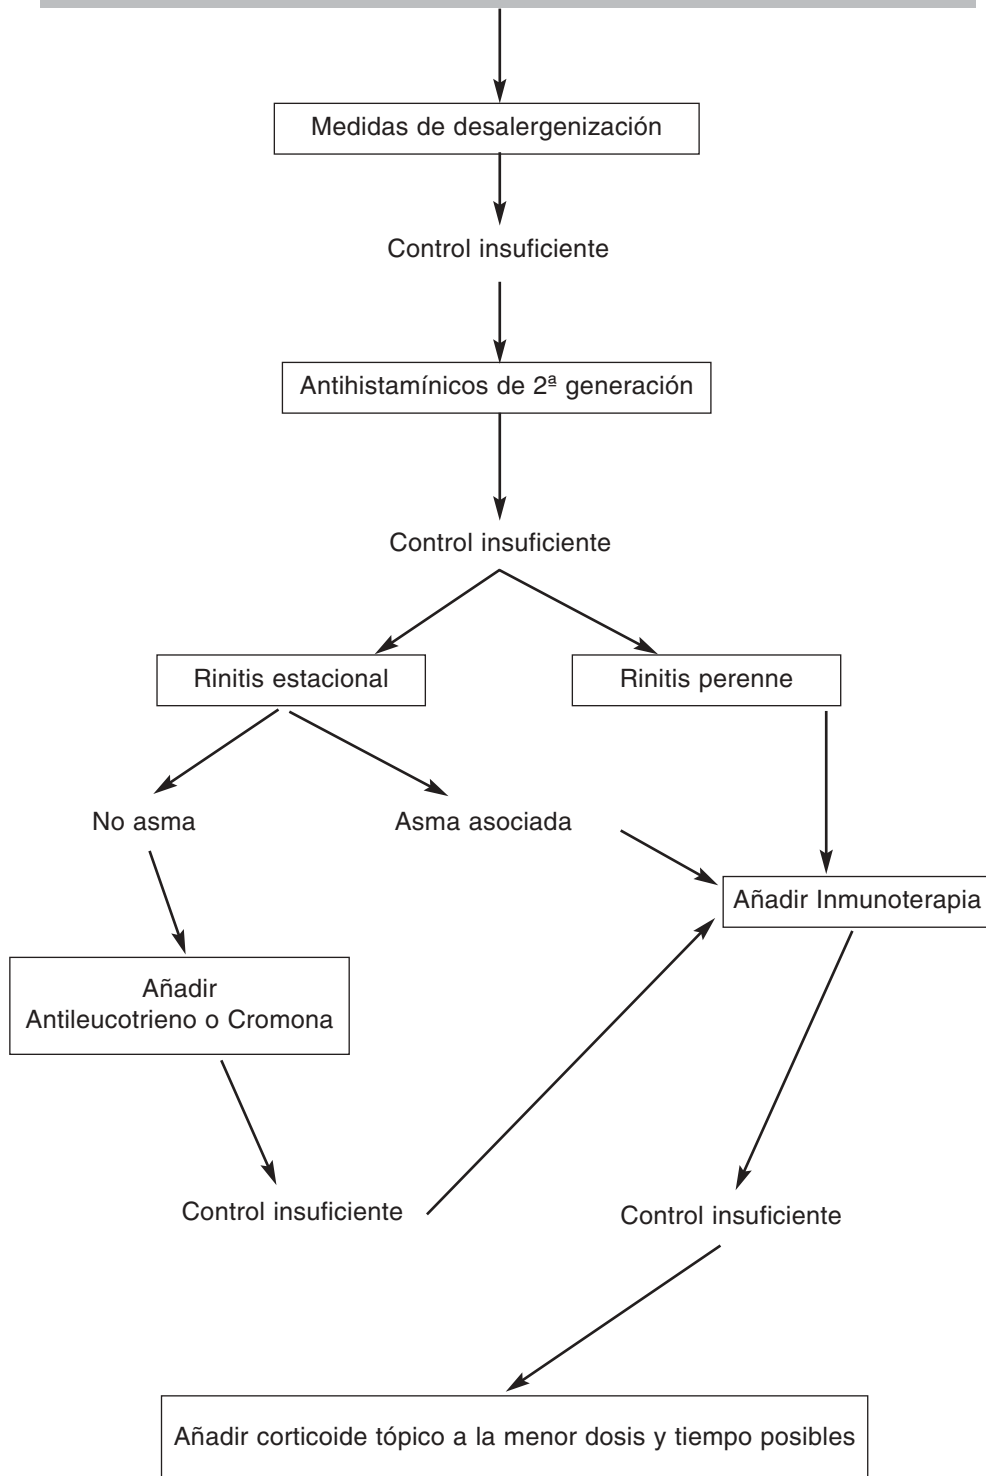 Medidas de desalergenización
Control insuficiente
Antihistamínicos de 2ª generación
Control insuficiente
Rinitis estacional
Rinitis perenne
No asma
Asma asociada
Añadir Inmunoterapia
Añadir
Antileucotrieno o Cromona
Control insuficiente
Control insuficiente
Añadir corticoide tópico a la menor dosis y tiempo posibles